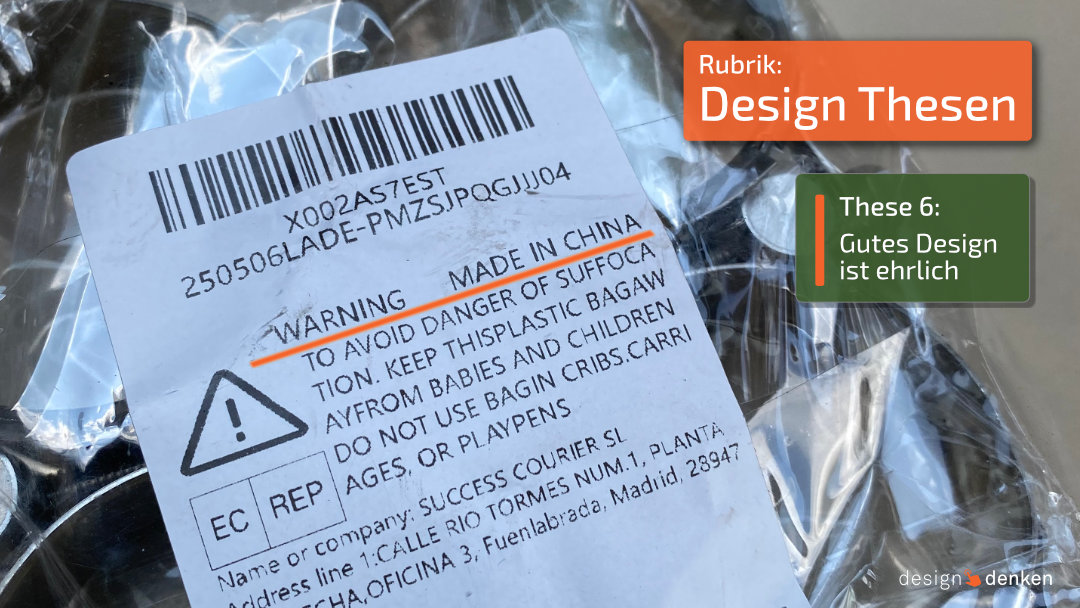 Rubrik:
Design Thesen
These 6:
Gutes Design
ist ehrlich
X002AS7EST
250506LADE-PMZSJPQGJJJ04
WARNING MADE IN CHINA
TO AVOID DANGER OF SUFFOCA
TION. KEEP THISPLASTIC BAGAW
AYFROM BABIES AND CHILDREN
DO NOT USE BAGIN CRIBS.CARRI
AGES, OR PLAYPENS
EC REP
Name or company: SUCCESS COURIER SL
Address line 1:CALLE RIO TORMES NUM.1, PLANTA
OFICINA 3, Fuenlabrada, Madrid, 28947
design denken